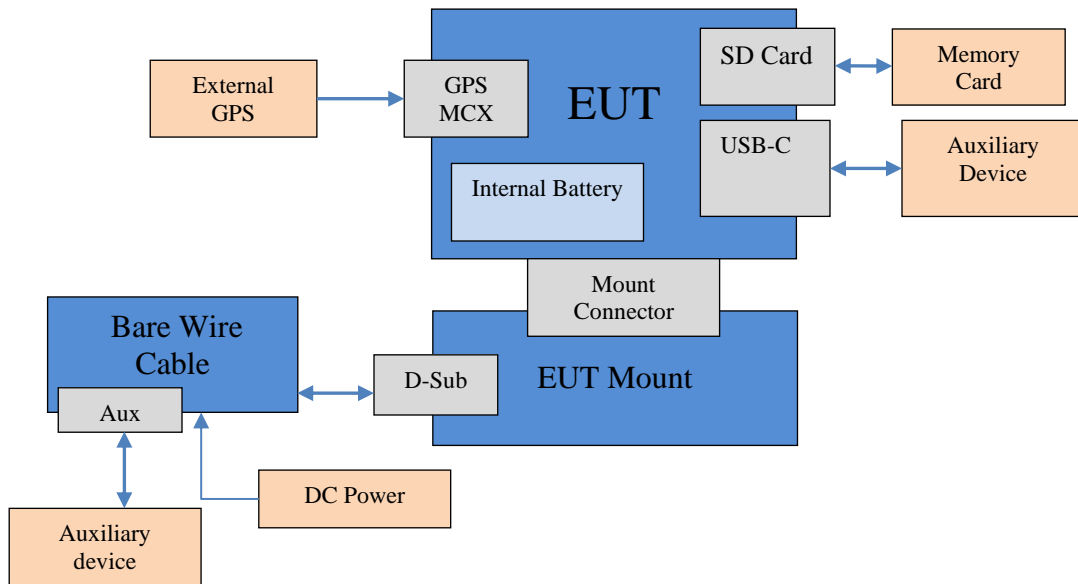 External
GPS
GPS
MCX
EUT
SD Card
Memory
Card
USB-C
Auxiliary
Device
Internal Battery
Mount
Connector
Bare Wire
Cable
Aux
D-Sub
EUT Mount
DC Power
Auxiliary
device